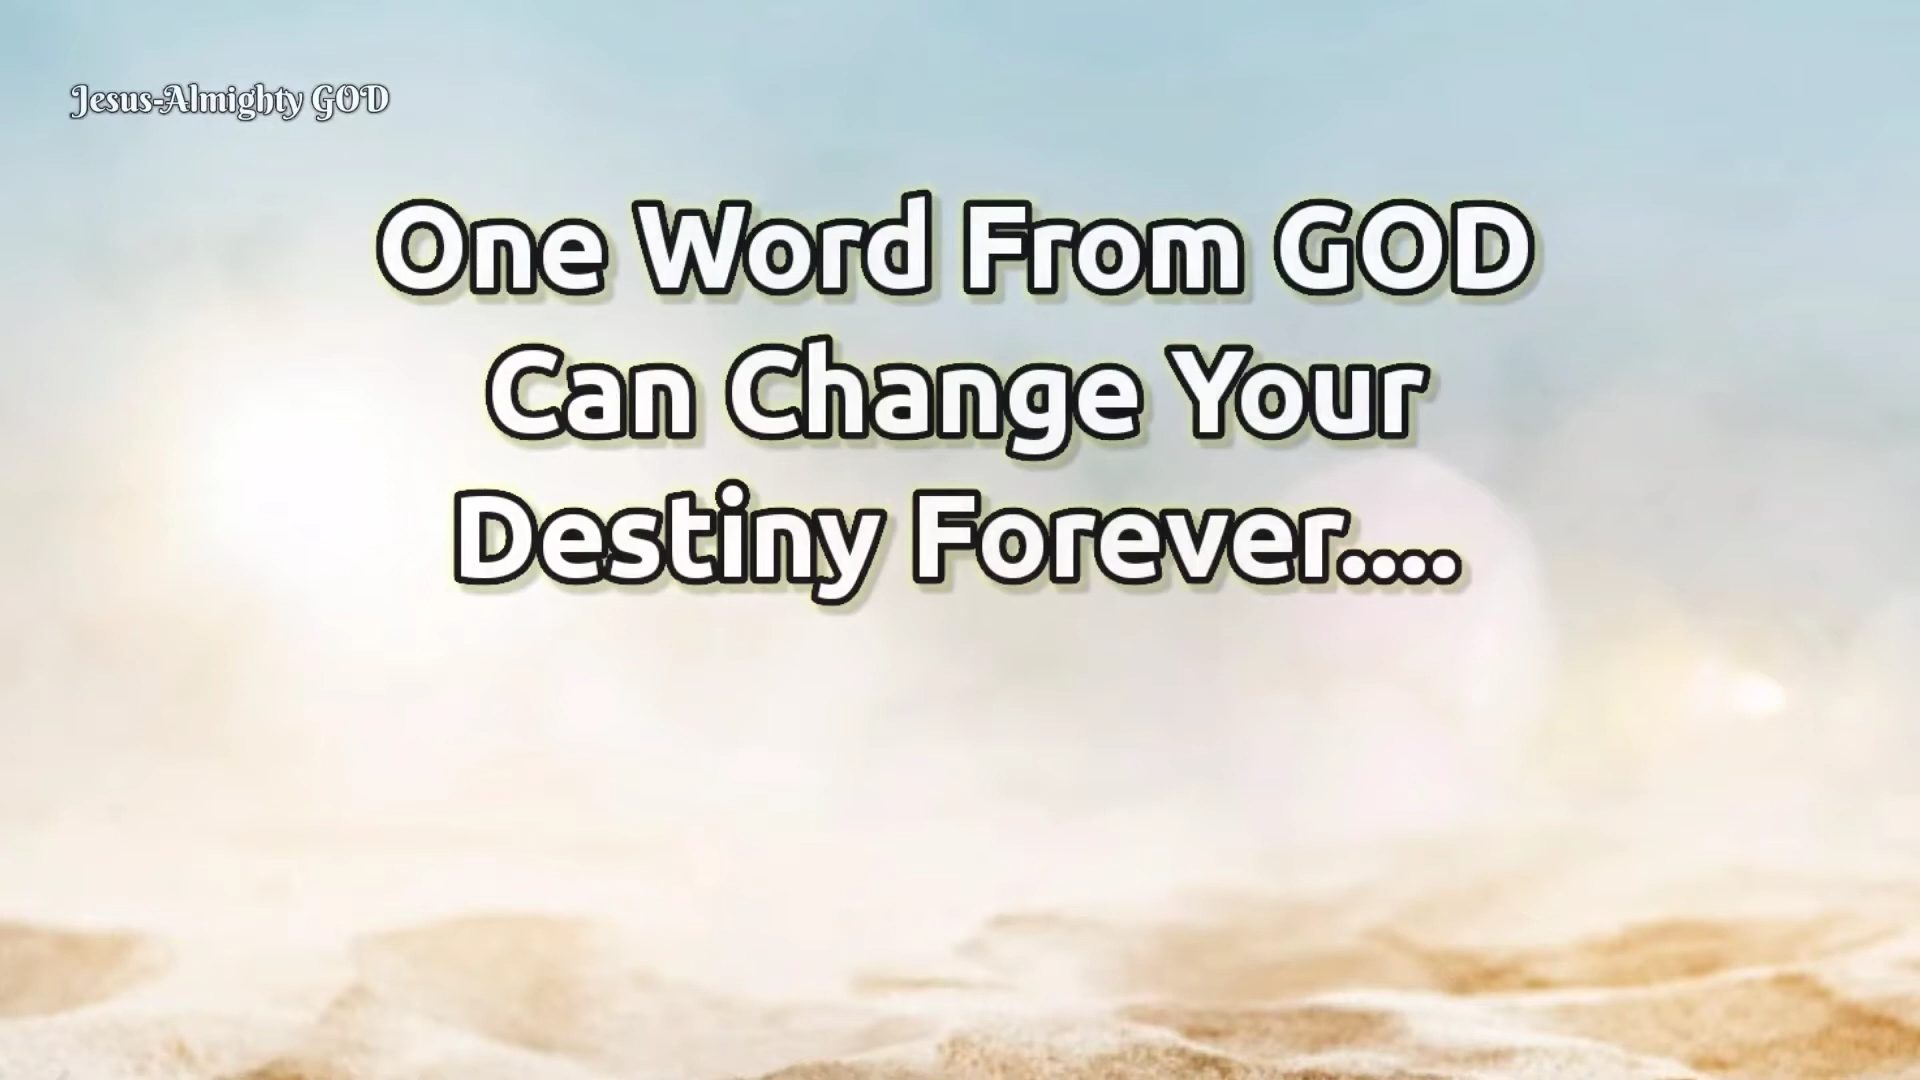 Jesus-Almighty GOD
One Word From GOD
Can Change Your
Destiny Forever....